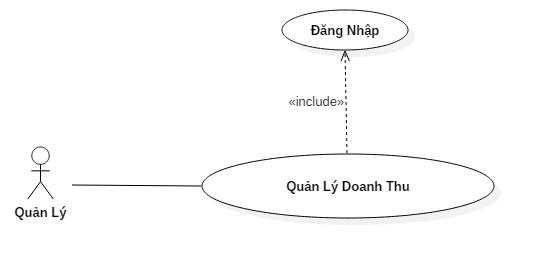 Đăng Nhập
«include»
Quản Lý Doanh Thu
Quản Lý